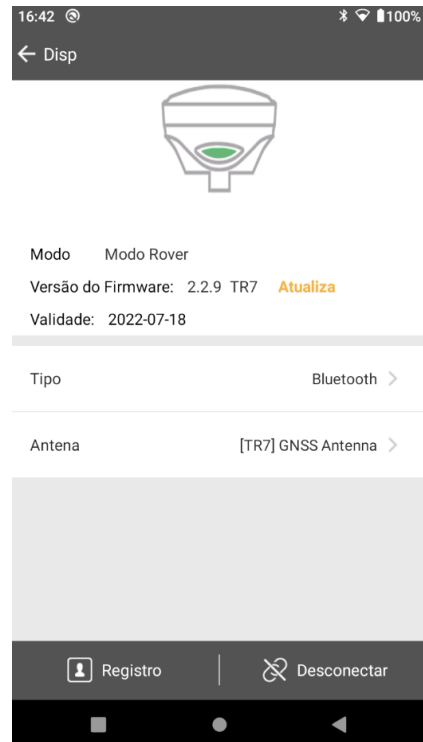 16:42 100%
Disp
Modo Modo Rover
Versão do Firmware: 2.2.9 TR7 Atualiza
Validade: 2022-07-18
Tipo Bluetooth
Antena [TR7] GNSS Antenna
Registro Desconectar